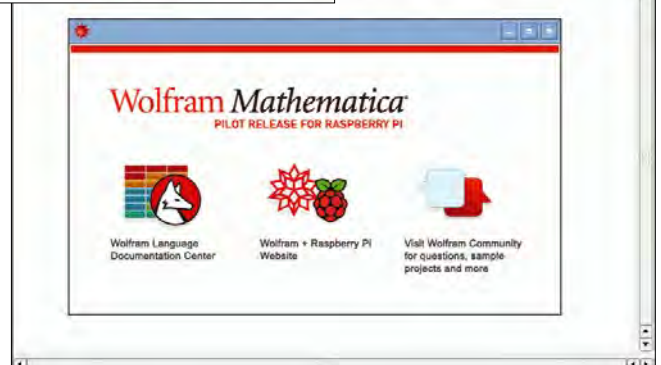 Wolfram Mathematica
PILOT RELEASE FOR RASPBERRY PI
Wolfram Language
Documentation Center
Wolfram + Raspberry Pi
Website
Visit Wolfram Community
for questions, sample
projects and more